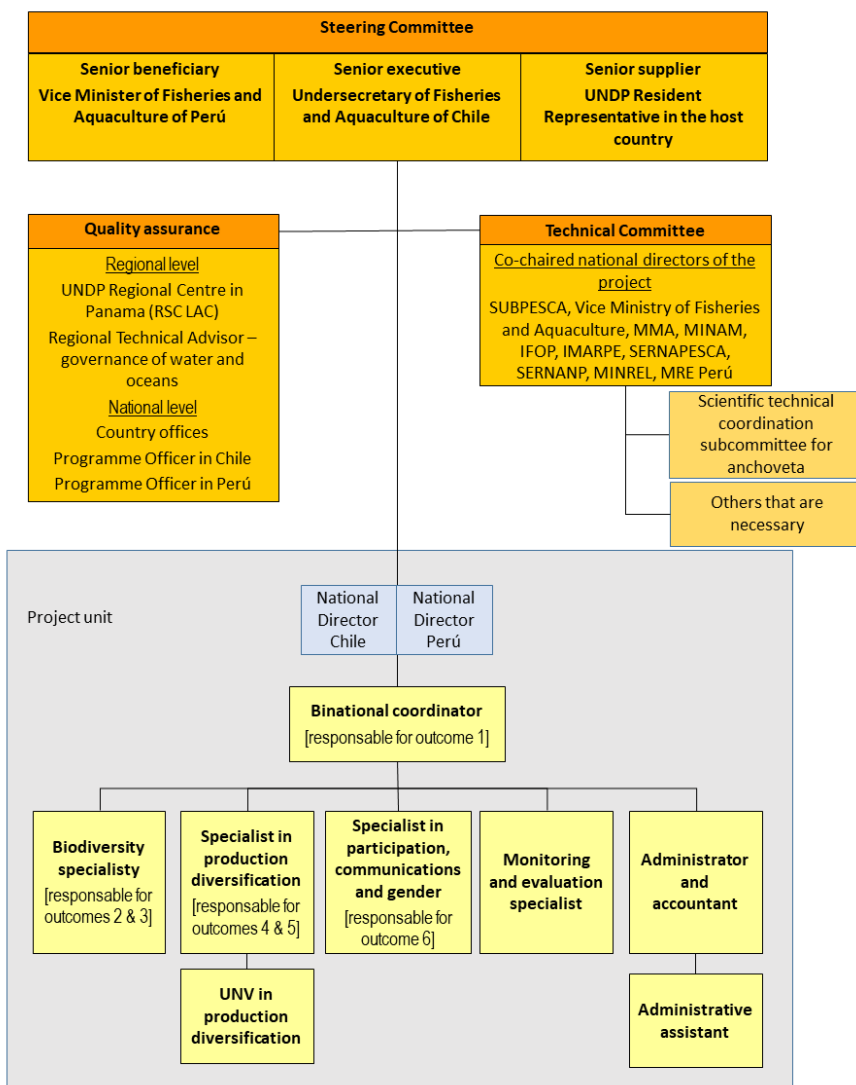 Steering Committee
Senior beneficiary
Vice Minister of Fisheries and
Aquaculture of Perú
Senior executive
Undersecretary of Fisheries
and Aquaculture of Chile
Senior supplier
UNDP Resident
Representative in the host
country
Quality assurance
Regional level
UNDP Regional Centre in
Panama (RSC LAC)
Regional Technical Advisor –
governance of water and
oceans
National level
Country offices
Programme Officer in Chile
Programme Officer in Perú
Technical Committee
Co-chaired national directors of the
project
SUBPESCA, Vice Ministry of Fisheries
and Aquaculture, MMA, MINAM,
IFOP, IMARPE, SERNAPESCA,
SERNANP, MINREL, MRE Perú
Scientific technical
coordination
subcommittee for
anchoveta
Others that are
necessary
Project unit
National
Director
Chile
National
Director
Perú
Binational coordinator
[responsable for outcome 1]
Biodiversity
specialisty
[responsable for
outcomes 2 & 3]
Specialist in
production
diversification
[responsable for
outcomes 4 & 5]
Specialist in
participation,
communications
and gender
[responsable for
outcome 6]
Monitoring
and evaluation
specialist
Administrator
and
accountant
UNV in
production
diversification
Administrative
assistant